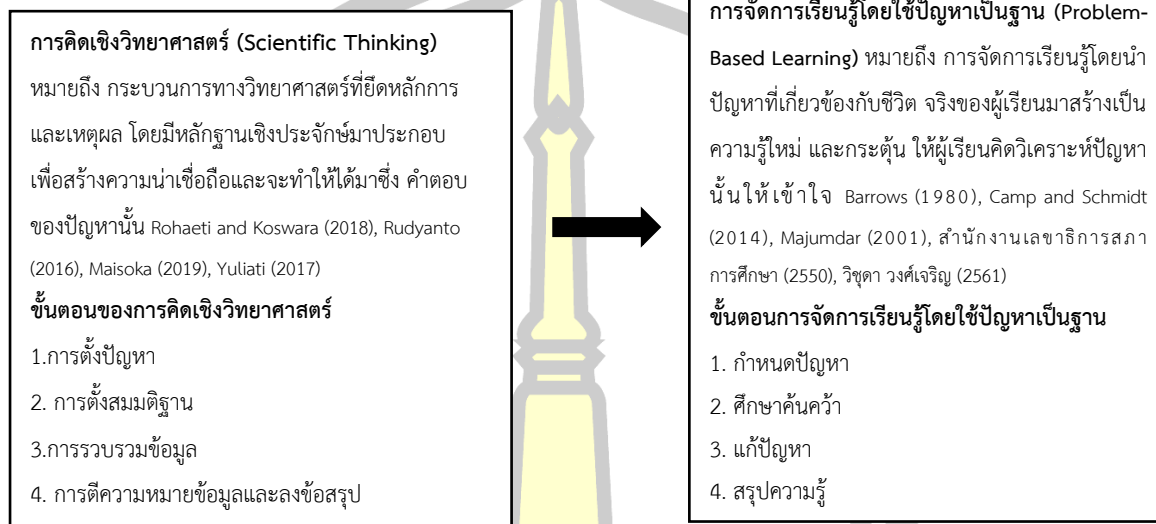 การคิดเชิงวิทยาศาสตร์ (Scientific Thinking)
หมายถึง กระบวนการทางวิทยาศาสตร์ที่ยึดหลักการ
และเหตุผล โดยมีหลักฐานเชิงประจักษ์มาประกอบ
เพื่อสร้างความน่าเชื่อถือและจะทำให้ได้มาซึ่ง คำตอบ
ของปัญหานั้น Rohaeti and Koswara (2018), Rudyanto
(2016), Maisoka (2019), Yuliati (2017)
ขั้นตอนของการคิดเชิงวิทยาศาสตร์
1.การตั้งปัญหา
2. การตั้งสมมติฐาน
3.การรวบรวมข้อมูล
4. การตีความหมายข้อมูลและลงข้อสรุป
การจัดการเรียนรู้โดยใช้ปัญหาเป็นฐาน (Problem-
Based Learning) หมายถึง การจัดการเรียนรู้โดยนำ
ปัญหาที่เกี่ยวข้องกับชีวิต จริงของผู้เรียนมาสร้างเป็น
ความรู้ใหม่ และกระตุ้น ให้ผู้เรียนคิดวิเคราะห์ปัญหา
นั้นให้เข้าใจ Barrows (1980), Camp and Schmidt
(2014), Majumdar (2001), สำนักงานเลขาธิการสภา
การศึกษา (2550), วิชุดา วงศ์เจริญ (2561)
ขั้นตอนการจัดการเรียนรู้โดยใช้ปัญหาเป็นฐาน
1. กำหนดปัญหา
2. ศึกษาค้นคว้า
3. แก้ปัญหา
4. สรุปความรู้